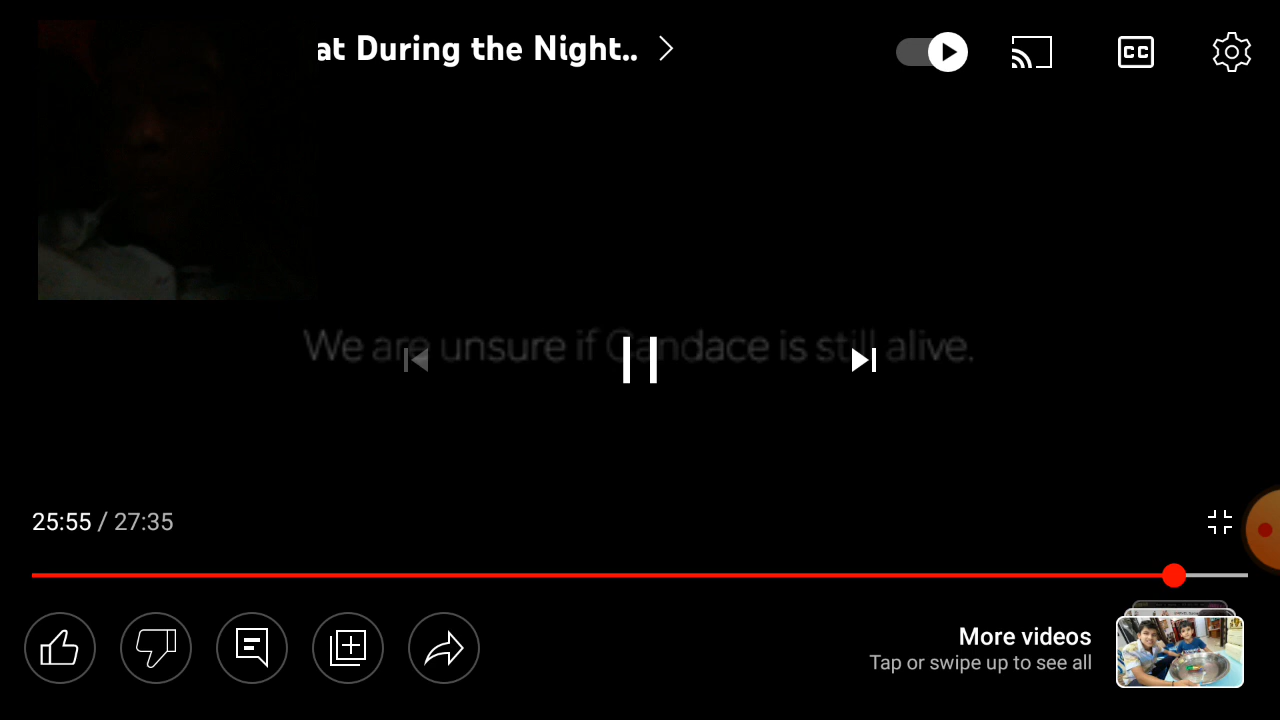 at During the Night..
CC
We are unsure if Candace is still alive.
25:55 / 27:35
More videos
Tap or swipe up to see all